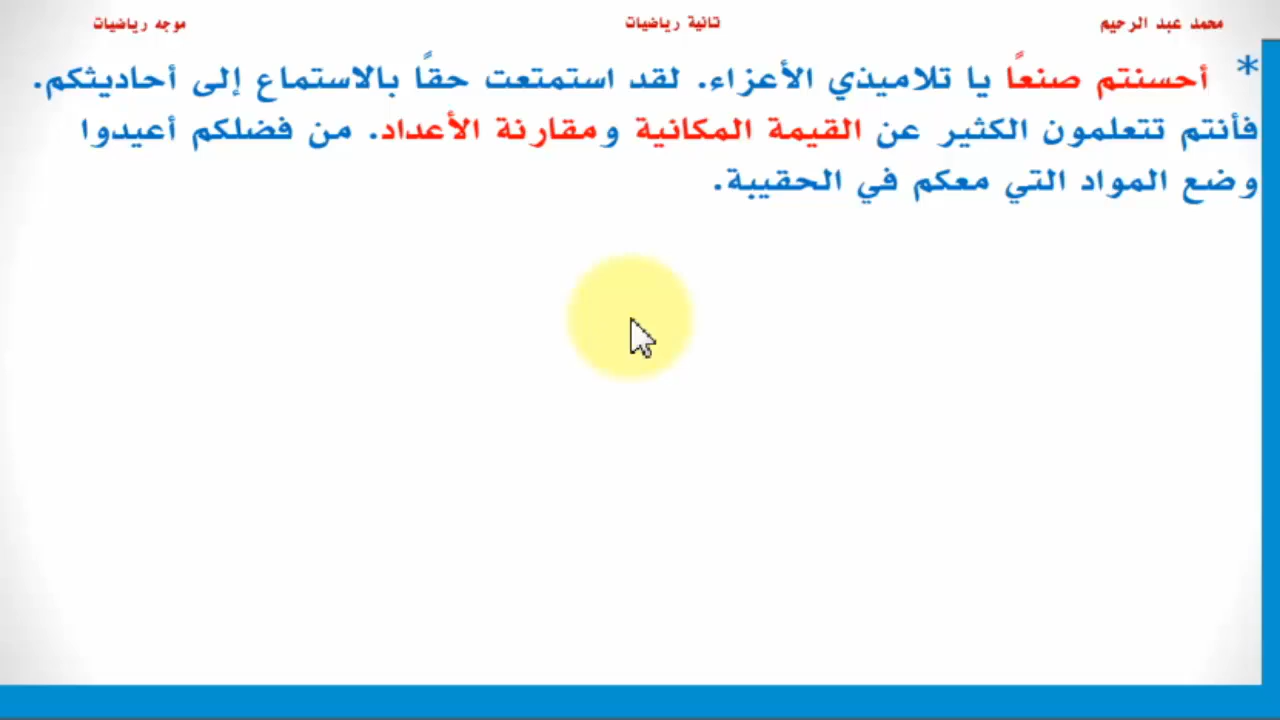 محمد عبد الرحيم
تانية رياضيات
موجه رياضيات
* أحسنتم صنعًا يا تلاميذي الأعزاء. لقد استمتعت حقًا بالاستماع إلى أحاديثكم.
فأنتم تتعلمون الكثير عن القيمة المكانية ومقارنة الأعداد. من فضلكم أعيدوا
وضع المواد التي معكم في الحقيبة.